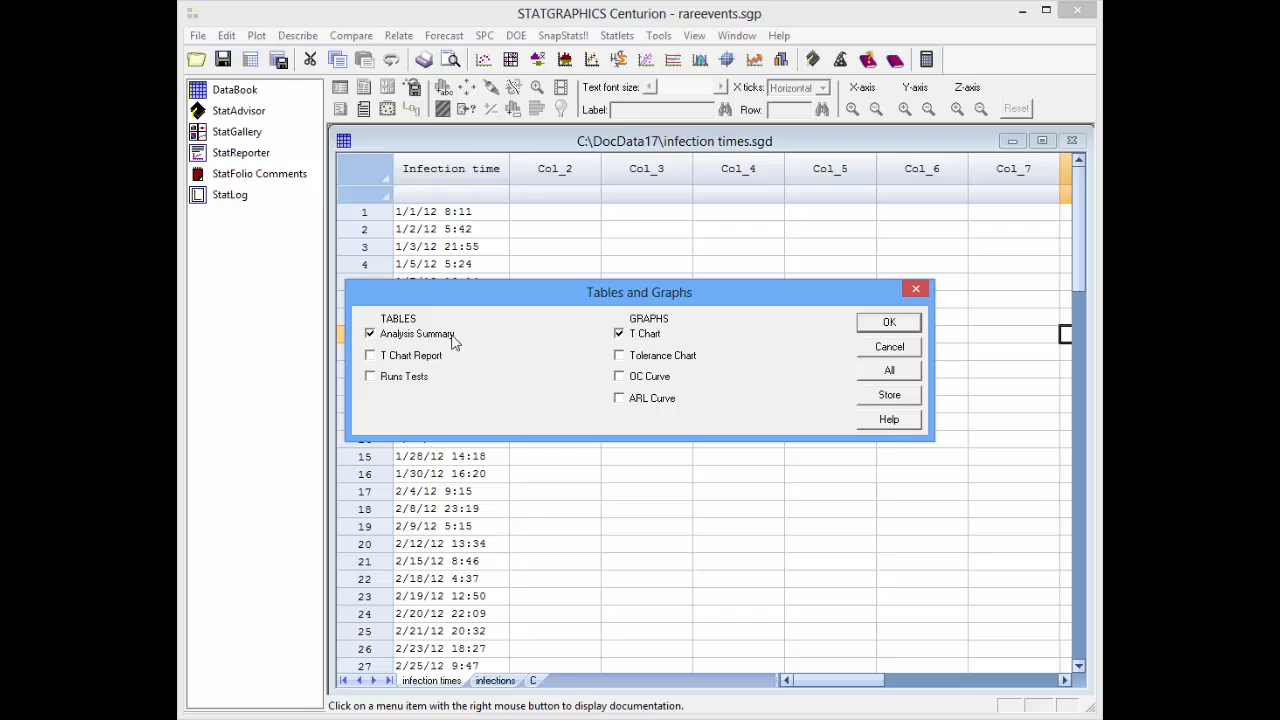 STATGRAPHICS Centurion - rareevents.sgp
File Edit Plot Describe Compare Relate Forecast SPC DOE SnapStats!! Statlets Tools View Window Help
Text font size: X ticks: Horizontal X-axis Y-axis Z-axis
Log Label: Row: Reset
DataBook
StatAdvisor
StatGallery
StatReporter
StatFolio Comments
StatLog
C:\DocData17\infection times.sgd
Infection time Col_2 Col_3 Col_4 Col_5 Col_6 Col_7
1 1/1/12 8:11
2 1/2/12 5:42
3 1/3/12 21:55
4 1/5/12 5:24
Tables and Graphs
TABLES
Analysis Summary
T Chart Report
Runs Tests
GRAPHS
T Chart
Tolerance Chart
OC Curve
ARL Curve
OK
Cancel
All
Store
Help
15 1/28/12 14:18
16 1/30/12 16:20
17 2/4/12 9:15
18 2/8/12 23:19
19 2/9/12 5:15
20 2/12/12 13:34
21 2/15/12 8:46
22 2/18/12 4:37
23 2/19/12 12:50
24 2/20/12 22:09
25 2/21/12 20:32
26 2/23/12 18:27
27 2/25/12 9:47
infection times infections C
Click on a menu item with the right mouse button to display documentation.